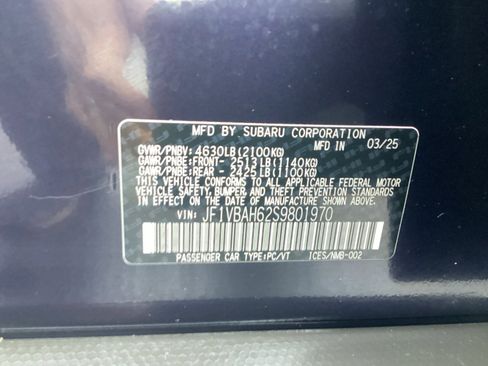 MFD BY SUBARU CORPORATION
GVWR/PNBV: 4630LB(2100KG) MFD IN 03/25
GAWR/PNBE: FRONT- 2513LB(1140KG)
GAWR/PNBE: REAR - 2425LB(1100KG)
THIS VEHICLE CONFORMS TO ALL APPLICABLE FEDERAL MOTOR
VEHICLE SAFETY, BUMPER, AND THEFT PREVENTION STANDARDS
IN EFFECT ON THE DATE OF MANUFACTURE SHOWN ABOVE.
VIN: JF1VBAH62S9801970
PASSENGER CAR TYPE:PC/VT ICES/NMB-002